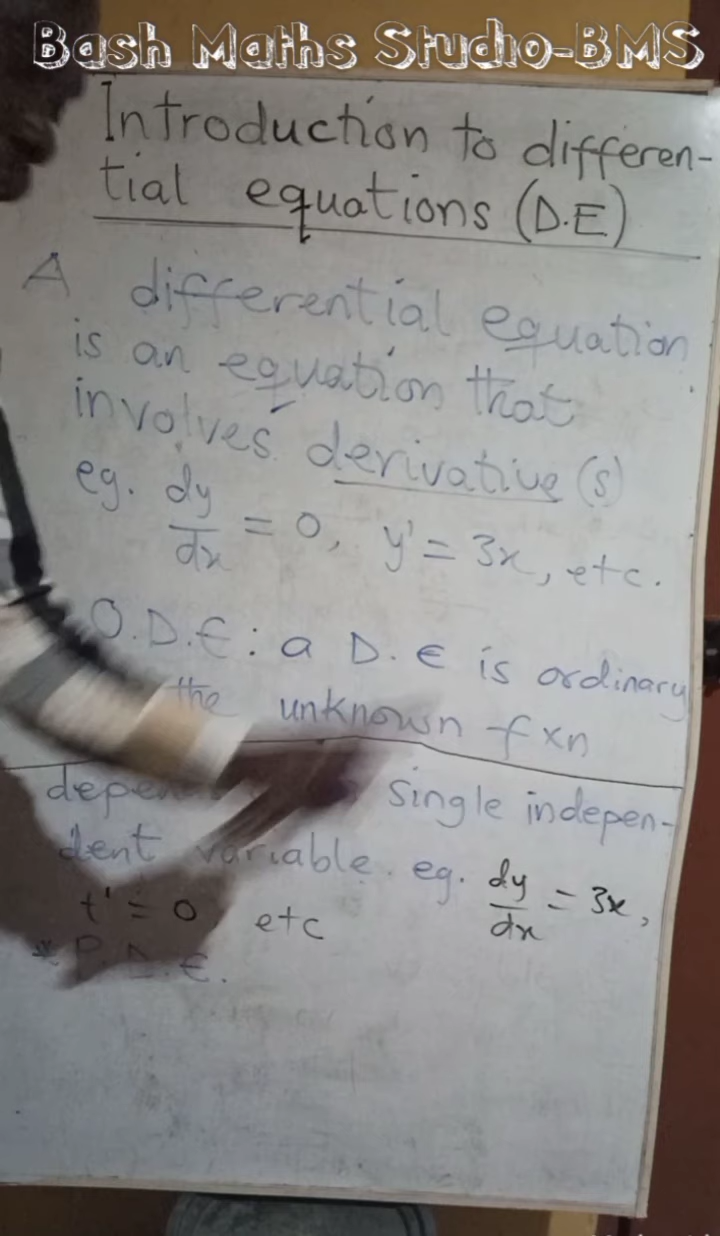 Bash Maths Studio-BMS
Introduction to differen-
tial equations (D.E)
A differential equation
is an equation that
involves derivative(s)
eg. dy/dx = 0, y' = 3x, etc.
O.D.E: a D.E is ordinary
the unknown fxn
single indepen-
dent variable. eg. dy/dx = 3x,
t' = 0, etc
* P.D.E.